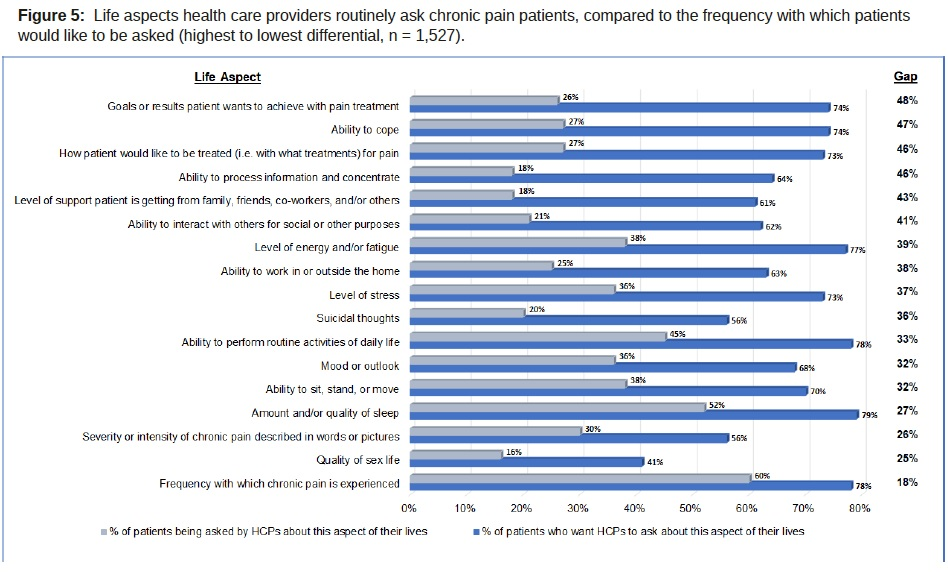 Figure 5: Life aspects health care providers routinely ask chronic pain patients, compared to the frequency with which patients
would like to be asked (highest to lowest differential, n = 1,527).
Life Aspect Gap
Goals or results patient wants to achieve with pain treatment 26% 74% 48%
Ability to cope 27% 74% 47%
How patient would like to be treated (i.e. with what treatments) for pain 27% 73% 46%
Ability to process information and concentrate 18% 64% 46%
Level of support patient is getting from family, friends, co-workers, and/or others 18% 61% 43%
Ability to interact with others for social or other purposes 21% 62% 41%
Level of energy and/or fatigue 38% 77% 39%
Ability to work in or outside the home 25% 63% 38%
Level of stress 36% 73% 37%
Suicidal thoughts 20% 56% 36%
Ability to perform routine activities of daily life 45% 78% 33%
Mood or outlook 36% 68% 32%
Ability to sit, stand, or move 38% 70% 32%
Amount and/or quality of sleep 52% 79% 27%
Severity or intensity of chronic pain described in words or pictures 30% 56% 26%
Quality of sex life 16% 41% 25%
Frequency with which chronic pain is experienced 60% 78% 18%
0% 10% 20% 30% 40% 50% 60% 70% 80%
% of patients being asked by HCPs about this aspect of their lives % of patients who want HCPs to ask about this aspect of their lives